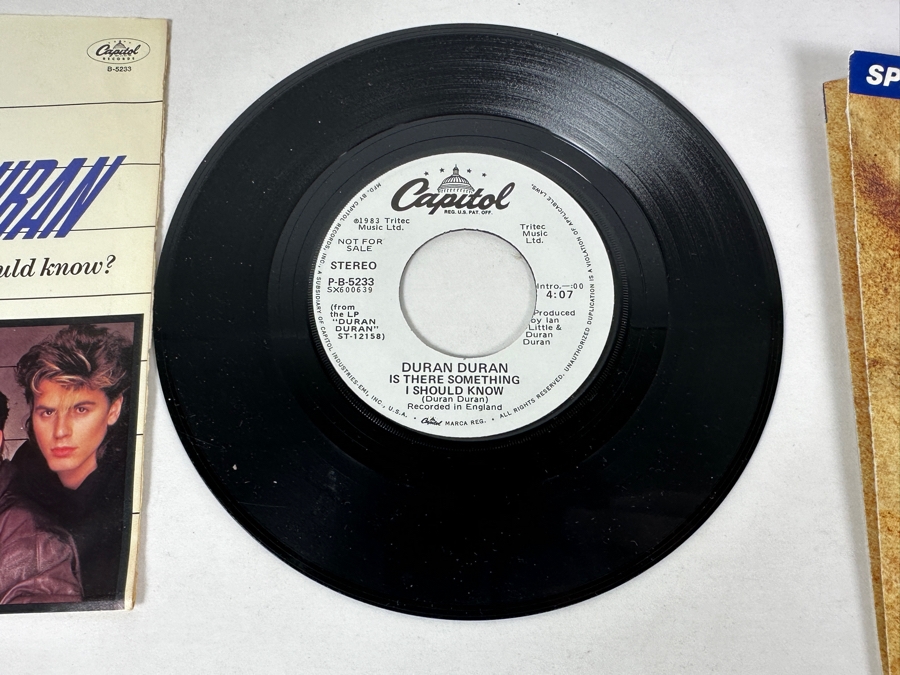 Capitol
RECORDS
B-5233
URAN
uld know?
Capitol
REG. U.S. PAT. OFF.
MFD. BY CAPITOL RECORDS, INC., A SUBSIDIARY OF CAPITOL INDUSTRIES-EMI, INC., U.S.A. • Capitol MARCA REG. • ALL RIGHTS RESERVED. UNAUTHORIZED DUPLICATION IS A VIOLATION OF APPLICABLE LAWS.
℗1983 Tritec
Music Ltd.
NOT FOR
SALE
STEREO
P-B-5233
SX600639
(from
the LP
"DURAN
DURAN"
ST-12158)
Tritec
Music
Ltd.
Intro.—:00
4:07
Produced
by Ian
Little &
Duran
Duran
DURAN DURAN
IS THERE SOMETHING
I SHOULD KNOW
(Duran Duran)
Recorded in England
SP